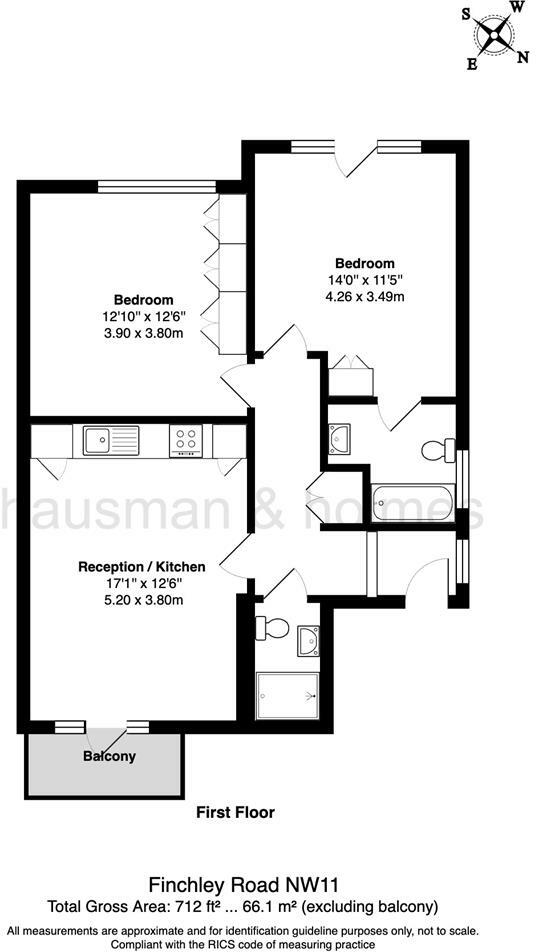 W
S
N
E
Bedroom
14'0" x 11'5"
4.26 x 3.49m
Bedroom
12'10" x 12'6"
3.90 x 3.80m
hausman & homes
Reception / Kitchen
17'1" x 12'6"
5.20 x 3.80m
Balcony
First Floor
Finchley Road NW11
Total Gross Area: 712 ft² ... 66.1 m² (excluding balcony)
All measurements are approximate and for identification guideline purposes only, not to scale.
Compliant with the RICS code of measuring practice